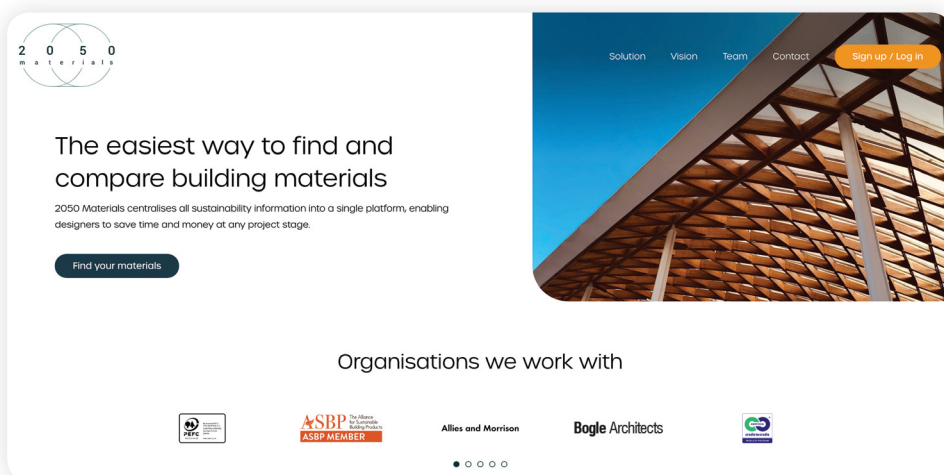 2 0 5 0
materials
Solution Vision Team Contact Sign up / Log in
The easiest way to find and
compare building materials
2050 Materials centralises all sustainability information into a single platform, enabling
designers to save time and money at any project stage.
Find your materials
Organisations we work with
PEFC
ASBP The Alliance
for Sustainable
Building Products
ASBP MEMBER
Allies and Morrison
Bogle Architects